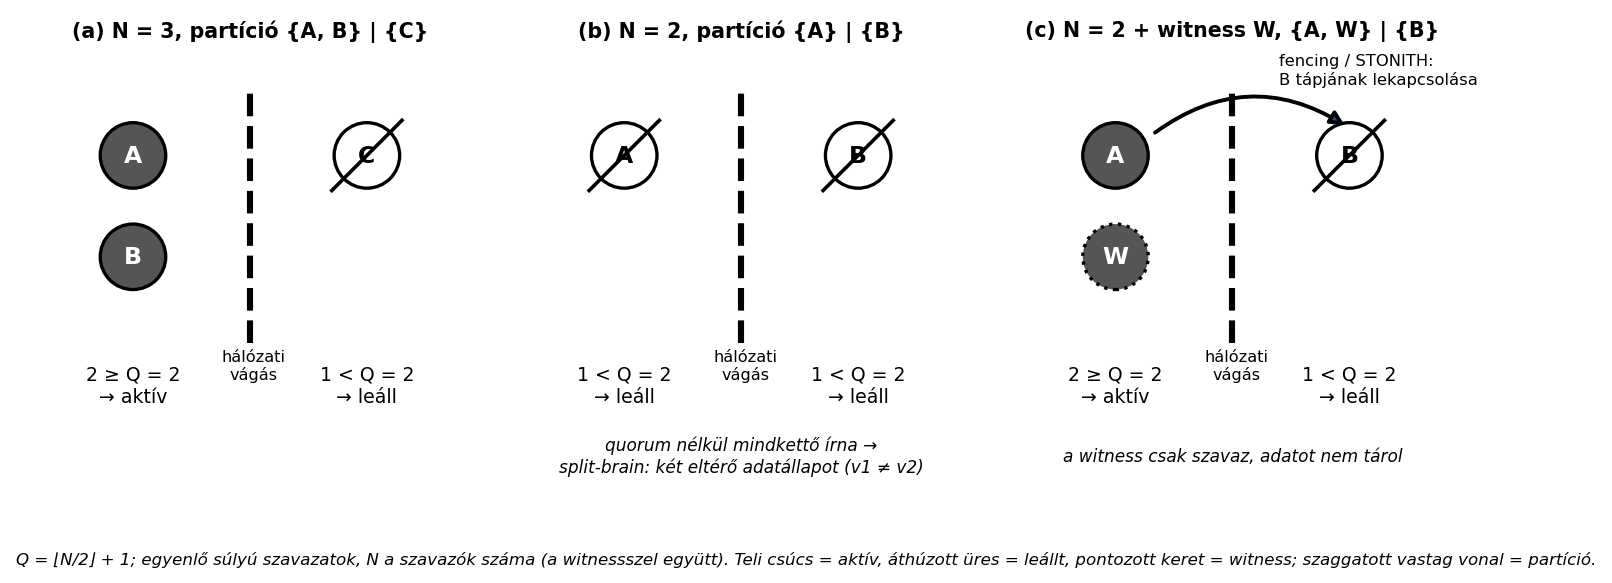 (a) N = 3, partíció {A, B} | {C}
A
C
B
hálózati
vágás
2 ≥ Q = 2
→ aktív
1 < Q = 2
→ leáll
(b) N = 2, partíció {A} | {B}
A
B
hálózati
vágás
1 < Q = 2
→ leáll
1 < Q = 2
→ leáll
quorum nélkül mindkettő írna →
split-brain: két eltérő adatállapot (v1 ≠ v2)
(c) N = 2 + witness W, {A, W} | {B}
fencing / STONITH:
B tápjának lekapcsolása
A
B
W
hálózati
vágás
2 ≥ Q = 2
→ aktív
1 < Q = 2
→ leáll
a witness csak szavaz, adatot nem tárol
Q = ⌊N/2⌋ + 1; egyenlő súlyú szavazatok, N a szavazók száma (a witnessszel együtt). Teli csúcs = aktív, áthúzott üres = leállt, pontozott keret = witness; szaggatott vastag vonal = partíció.